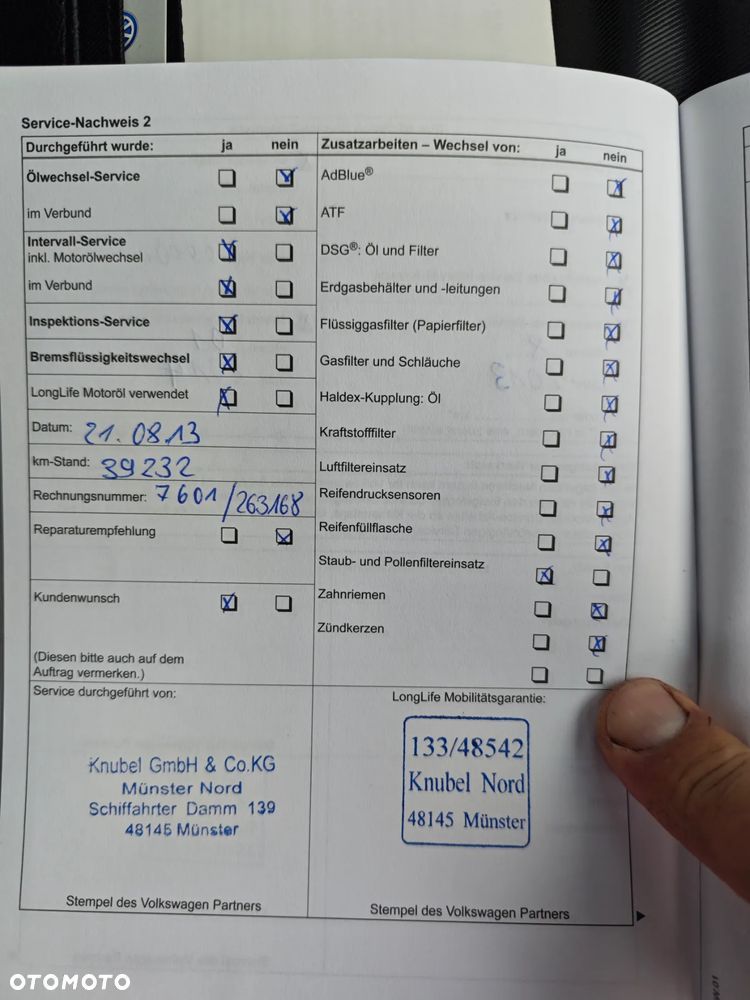 Service-Nachweis 2
Durchgeführt wurde: ja nein
Ölwechsel-Service
im Verbund
Intervall-Service
inkl. Motorölwechsel
im Verbund
Inspektions-Service
Bremsflüssigkeitswechsel
LongLife Motoröl verwendet
Datum: 21.08.13
km-Stand: 39232
Rechnungsnummer: 7601/263168
Reparaturempfehlung
Kundenwunsch
(Diesen bitte auch auf dem
Auftrag vermerken.)
Zusatzarbeiten – Wechsel von: ja nein
AdBlue®
ATF
DSG®: Öl und Filter
Erdgasbehälter und -leitungen
Flüssiggasfilter (Papierfilter)
Gasfilter und Schläuche
Haldex-Kupplung: Öl
Kraftstofffilter
Luftfiltereinsatz
Reifendrucksensoren
Reifenfüllflasche
Staub- und Pollenfiltereinsatz
Zahnriemen
Zündkerzen
Service durchgeführt von:
Knubel GmbH & Co.KG
Münster Nord
Schiffahrter Damm 139
48145 Münster
Stempel des Volkswagen Partners
LongLife Mobilitätsgarantie:
133/48542
Knubel Nord
48145 Münster
Stempel des Volkswagen Partners
OTOMOTO